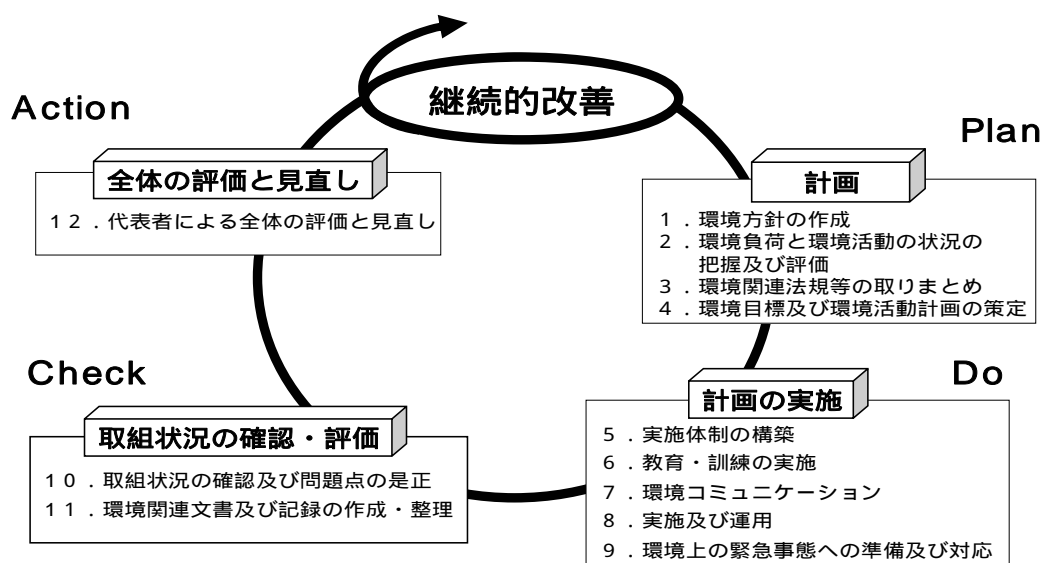 継続的改善
Plan
計画
１．環境方針の作成
２．環境負荷と環境活動の状況の
把握及び評価
３．環境関連法規等の取りまとめ
４．環境目標及び環境活動計画の策定
Do
計画の実施
５．実施体制の構築
６．教育・訓練の実施
７．環境コミュニケーション
８．実施及び運用
９．環境上の緊急事態への準備及び対応
Check
取組状況の確認・評価
１０．取組状況の確認及び問題点の是正
１１．環境関連文書及び記録の作成・整理
Action
全体の評価と見直し
１２．代表者による全体の評価と見直し